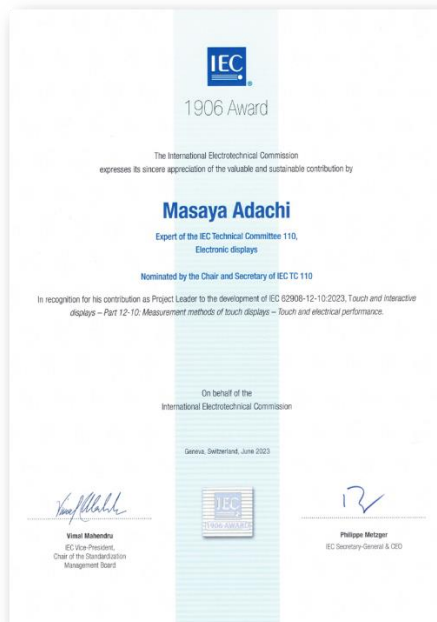 IEC
®
1906 Award
The International Electrotechnical Commission
expresses its sincere appreciation of the valuable and sustainable contribution by
Masaya Adachi
Expert of the IEC Technical Committee 110,
Electronic displays
Nominated by the Chair and Secretary of IEC TC 110
In recognition for his contribution as Project Leader to the development of IEC 62908-12-10:2023, Touch and interactive
displays – Part 12-10: Measurement methods of touch displays – Touch and electrical performance.
On behalf of the
International Electrotechnical Commission
Geneva, Switzerland, June 2023
IEC
1906 AWARD
Vimal Mahendru
IEC Vice-President,
Chair of the Standardization
Management Board
Philippe Metzger
IEC Secretary-General & CEO